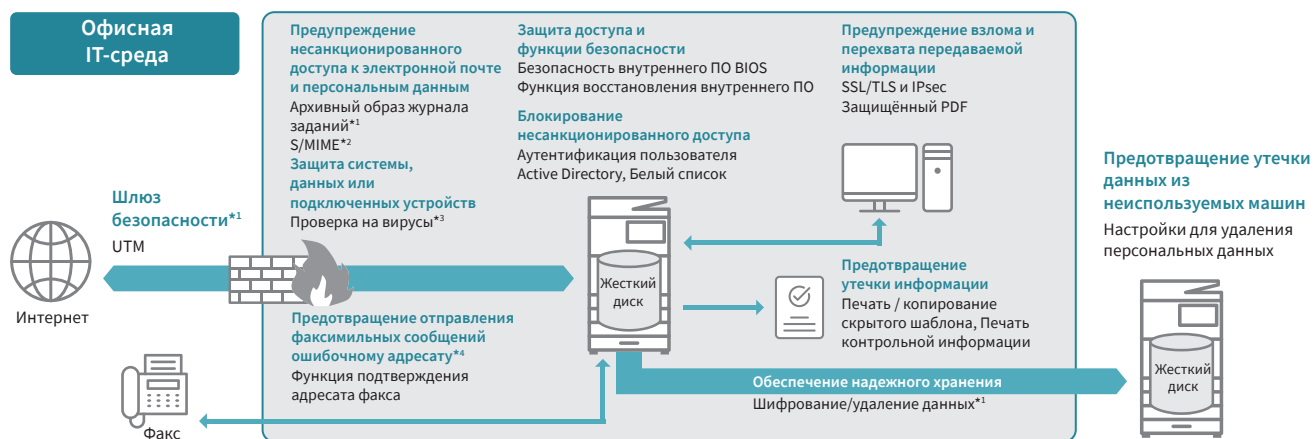 Офисная
IT-среда
Предупреждение
несанкционированного
доступа к электронной почте
и персональным данным
Архивный образ журнала
заданий*1
S/MIME*2
Защита системы,
данных или
подключенных устройств
Проверка на вирусы*3
Защита доступа и
функции безопасности
Безопасность внутреннего ПО BIOS
Функция восстановления внутреннего ПО
Блокирование
несанкционированного доступа
Аутентификация пользователя
Active Directory, Белый список
Предупреждение взлома и
перехвата передаваемой
информации
SSL/TLS и IPsec
Защищённый PDF
Предотвращение утечки
данных из
неиспользуемых машин
Настройки для удаления
персональных данных
Шлюз
безопасности*1
UTM
Интернет
Жесткий
диск
Предотвращение
утечки информации
Печать / копирование
скрытого шаблона, Печать
контрольной информации
Предотвращение отправления
факсимильных сообщений
ошибочному адресату*4
Функция подтверждения
адресата факса
Факс
Обеспечение надежного хранения
Шифрование/удаление данных*1
Жесткий
диск